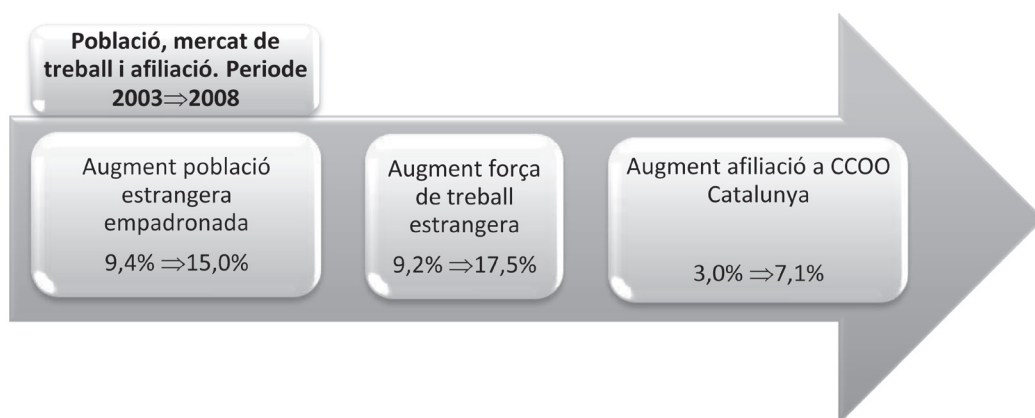 Població, mercat de
treball i afiliació. Periode
2003⇒2008
Augment població
estrangera
empadronada
9,4% ⇒15,0%
Augment força
de treball
estrangera
9,2% ⇒17,5%
Augment afiliació a CCOO
Catalunya
3,0% ⇒7,1%